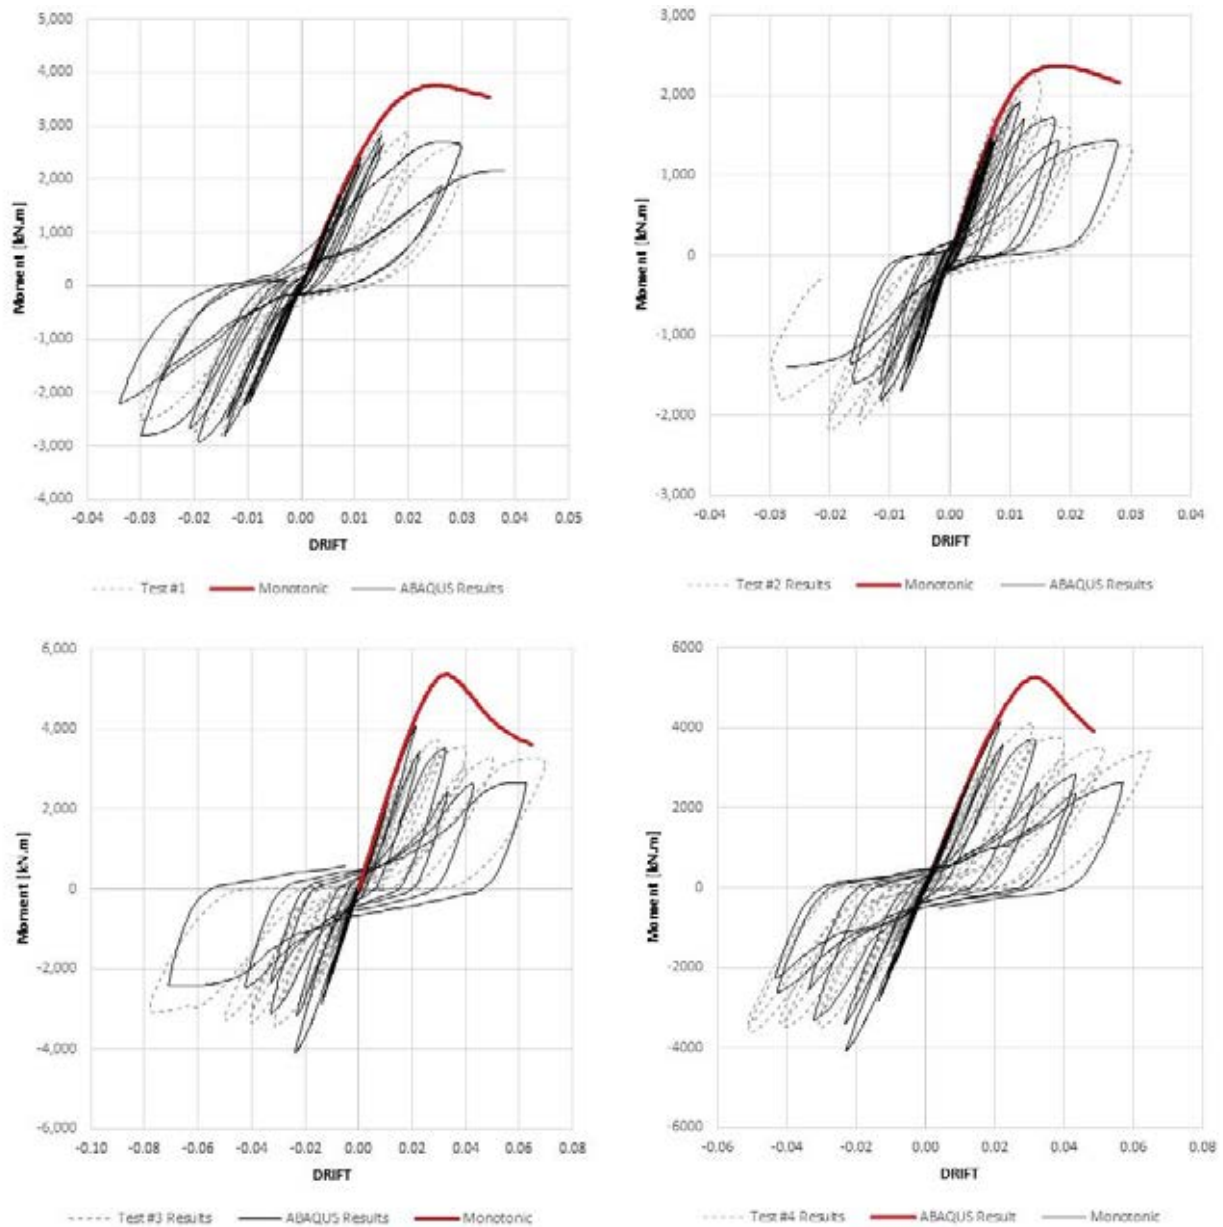 5,000
4,000
3,000
2,000
1,000
0
-1,000
-2,000
-3,000
-4,000
Moment [kN.m]
-0.04 -0.03 -0.02 -0.01 0.00 0.01 0.02 0.03 0.04 0.05
DRIFT
Test #1 Monotonic ABAQUS Results
3,000
2,000
1,000
0
-1,000
-2,000
-3,000
Moment [kN.m]
-0.04 -0.03 -0.02 -0.01 0.00 0.01 0.02 0.03 0.04
DRIFT
Test #2 Results Monotonic ABAQUS Results
6,000
4,000
2,000
0
-2,000
-4,000
-6,000
Moment [kN.m]
-0.10 -0.08 -0.06 -0.04 -0.02 0.00 0.02 0.04 0.06 0.08
DRIFT
Test #3 Results ABAQUS Results Monotonic
6000
4000
2000
0
-2000
-4000
-6000
Moment [kN.m]
-0.06 -0.04 -0.02 0.00 0.02 0.04 0.06 0.08
DRIFT
Test #4 Results ABAQUS Result Monotonic